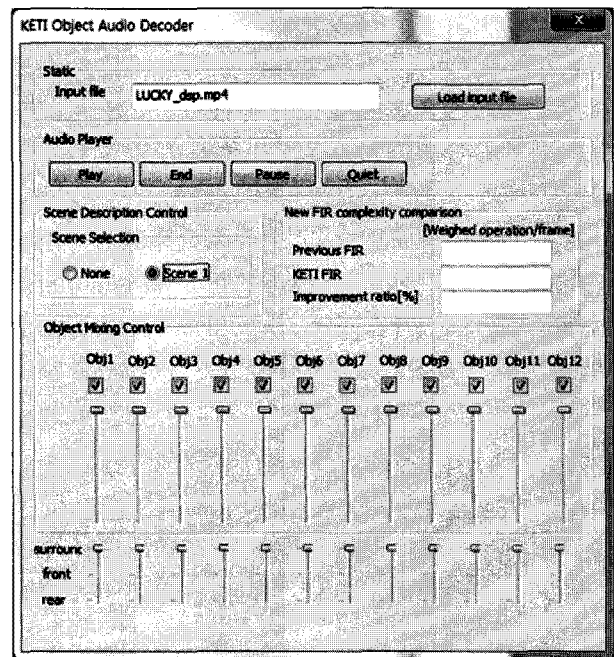 KETI Object Audio Decoder
Static
Input file LUCKY_dsp.mp4 Load input file
Audio Player
Play End Pause Quiet
Scene Description Control
Scene Selection
None Scene 1
New FIR complexity comparison
[Weighed operation/frame]
Previous FIR
KETI FIR
Improvement ratio[%]
Object Mixing Control
Obj1 Obj2 Obj3 Obj4 Obj5 Obj6 Obj7 Obj8 Obj9 Obj10 Obj11 Obj12
surrounc
front
rear